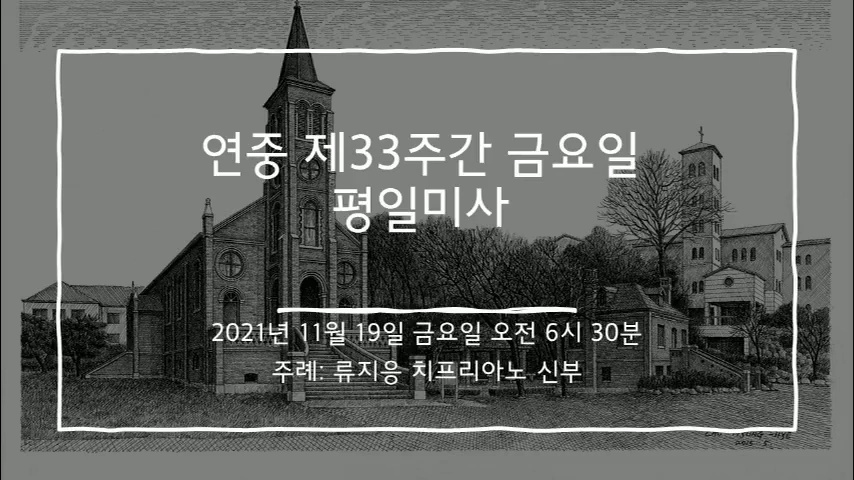 연중 제33주간 금요일
평일미사
2021년 11월 19일 금요일 오전 6시 30분
주례: 류지응 치프리아노 신부